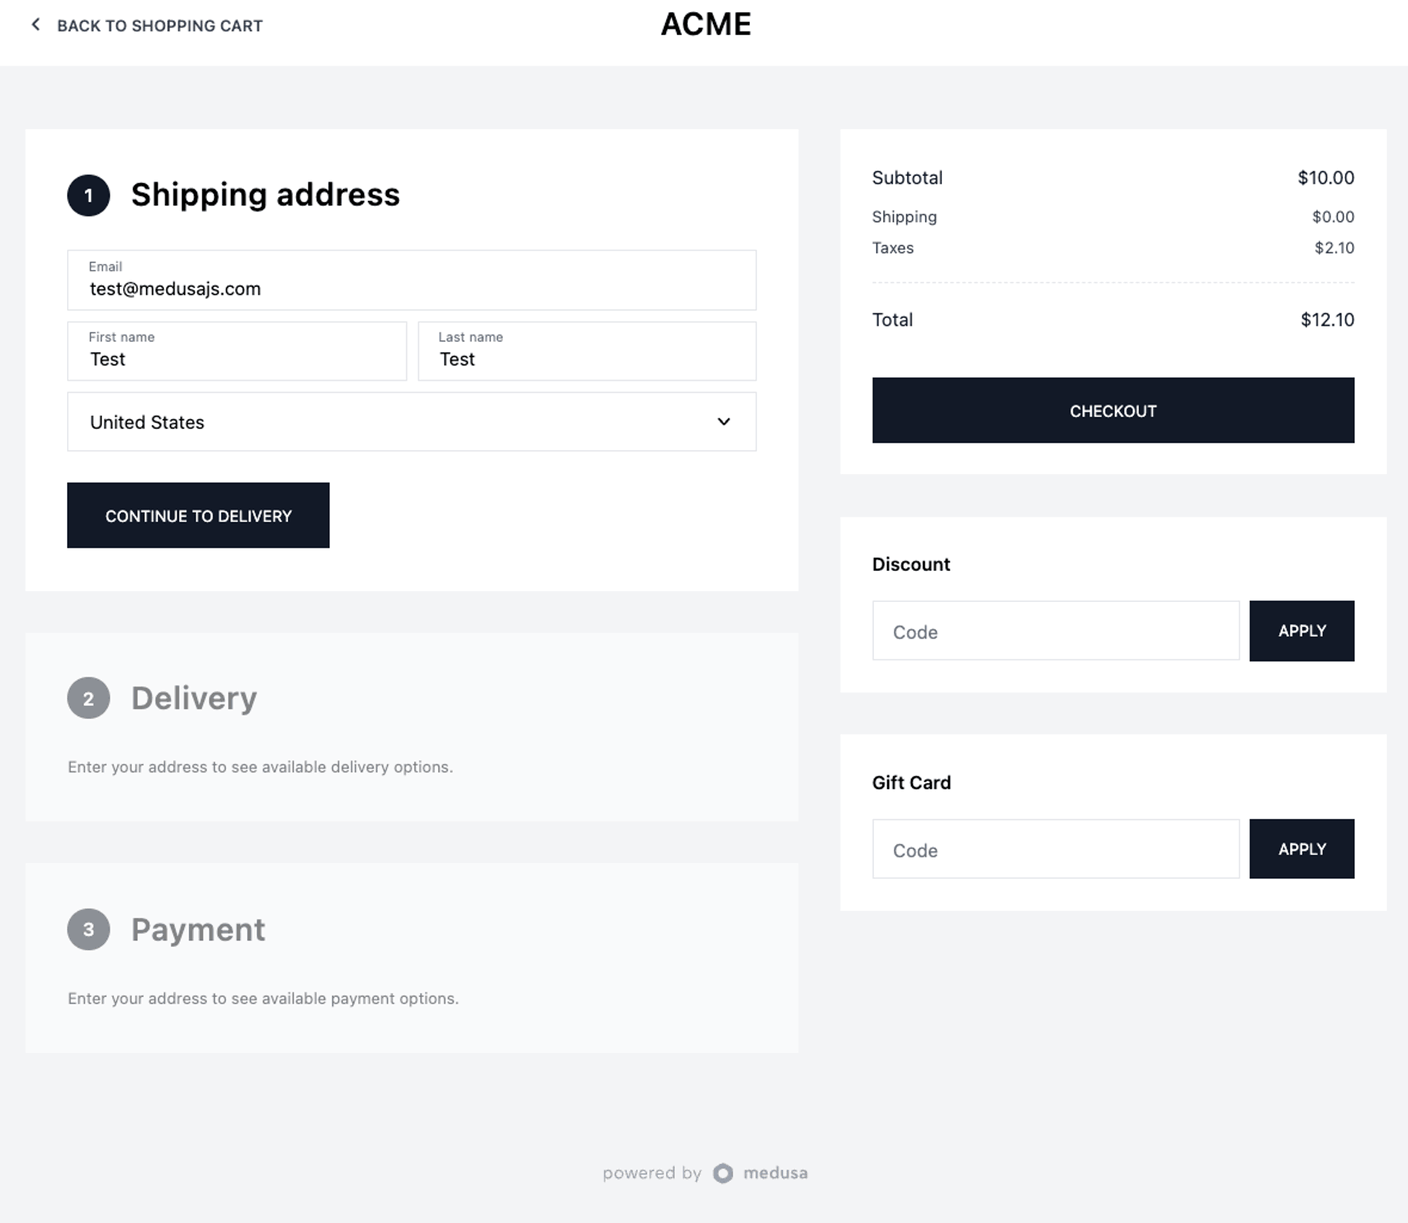 BACK TO SHOPPING CART
ACME
1 Shipping address
Email
test@medusajs.com
First name
Test
Last name
Test
United States
CONTINUE TO DELIVERY
2 Delivery
Enter your address to see available delivery options.
3 Payment
Enter your address to see available payment options.
Subtotal $10.00
Shipping $0.00
Taxes $2.10
Total $12.10
CHECKOUT
Discount
Code APPLY
Gift Card
Code APPLY
powered by medusa